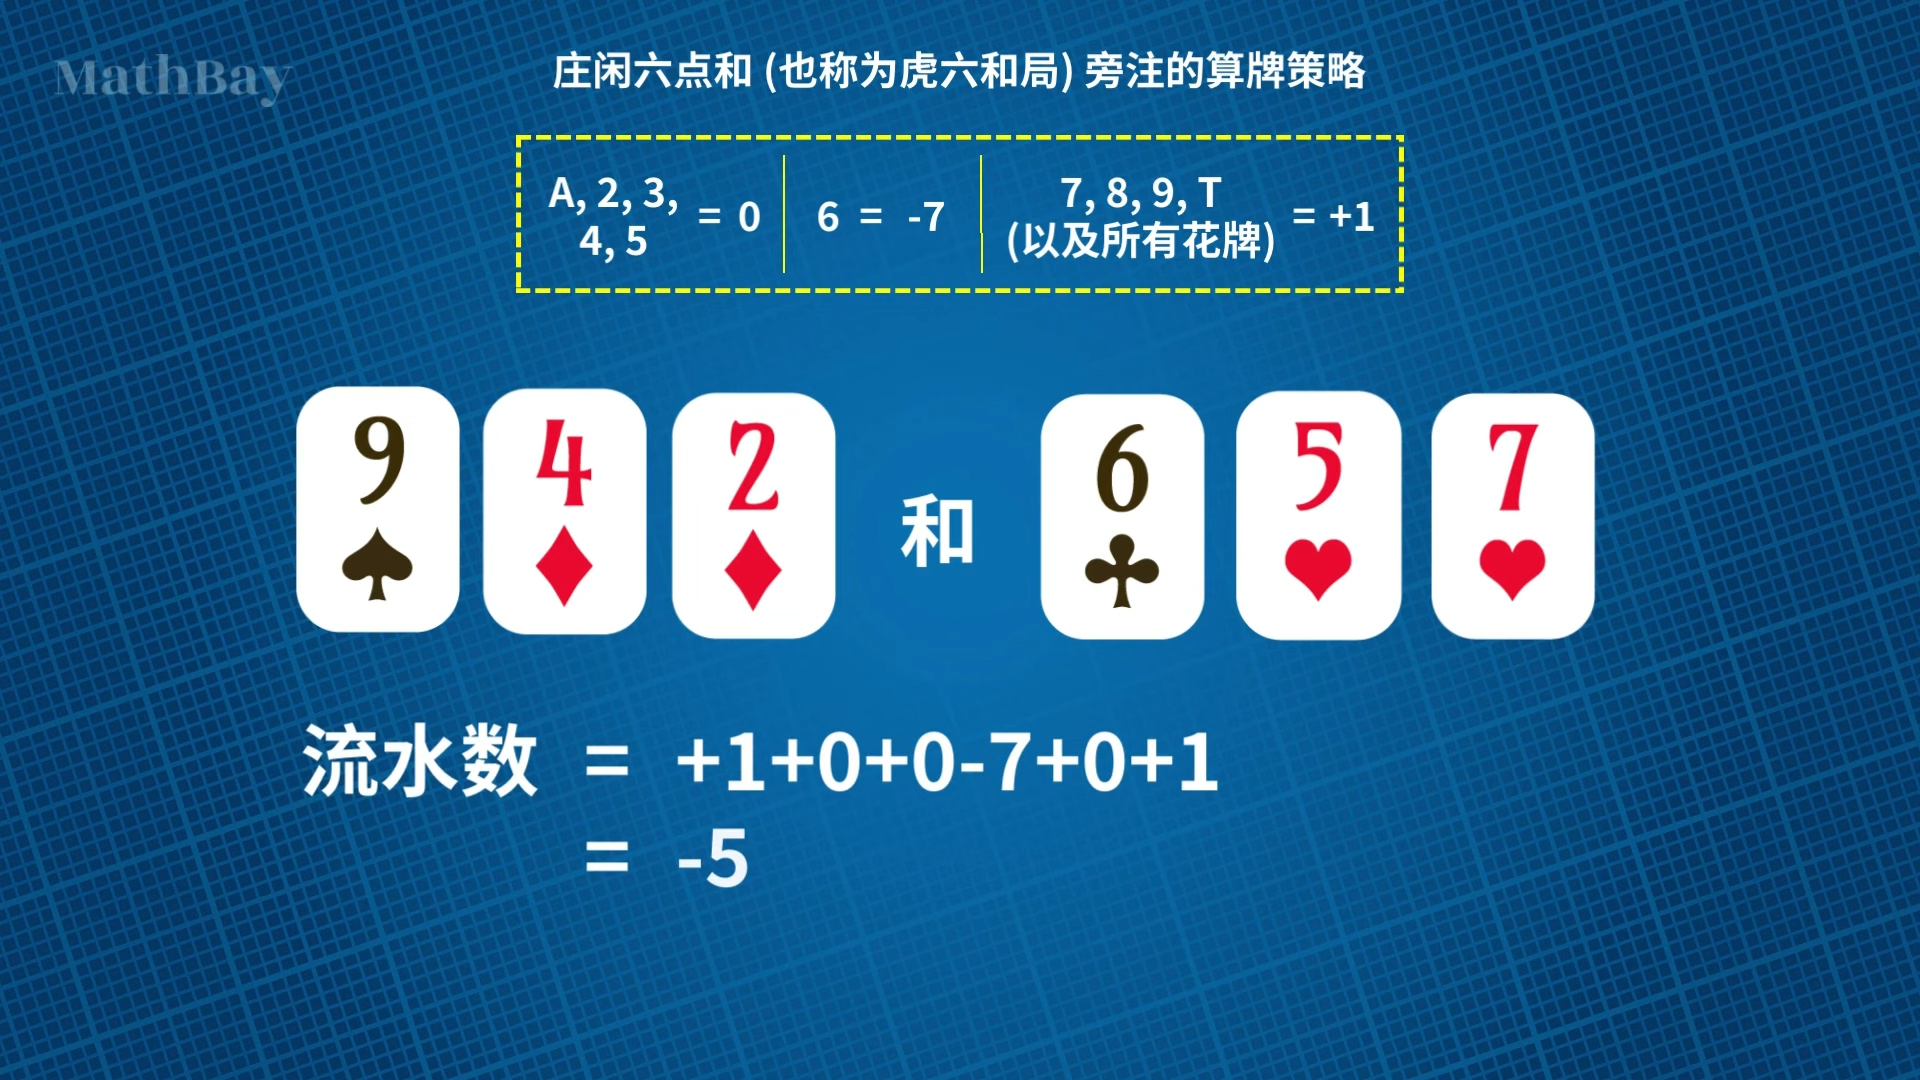 MathBay
庄闲六点和 (也称为虎六和局) 旁注的算牌策略
A, 2, 3,
4, 5
= 0
6 = -7
7, 8, 9, T
(以及所有花牌)
= +1
9 4 2 和 6 5 7
流水数 = +1+0+0-7+0+1
= -5